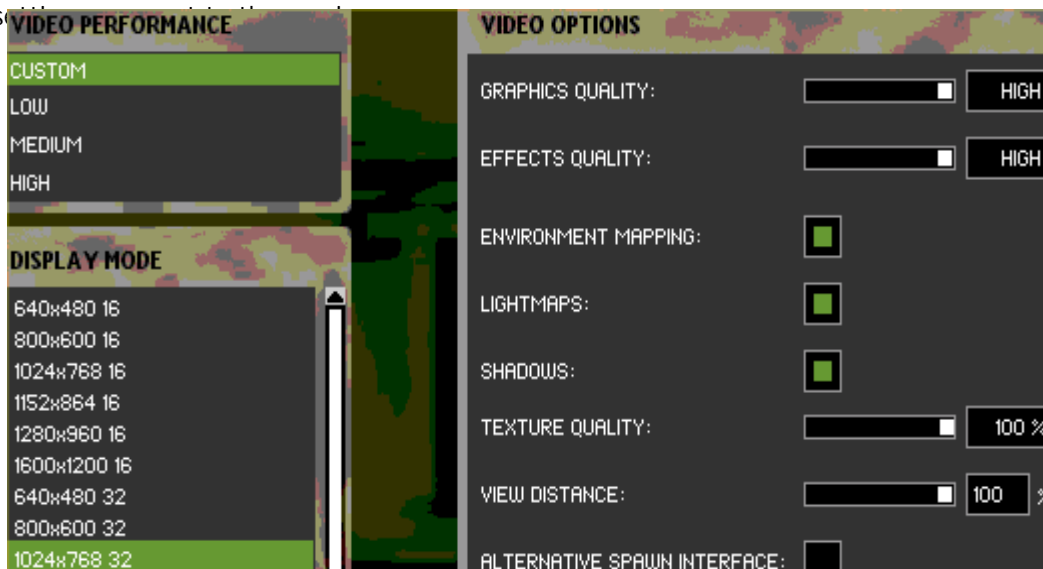 VIDEO PERFORMANCE
CUSTOM
LOW
MEDIUM
HIGH
DISPLAY MODE
640x480 16
800x600 16
1024x768 16
1152x864 16
1280x960 16
1600x1200 16
640x480 32
800x600 32
1024x768 32
VIDEO OPTIONS
GRAPHICS QUALITY: HIGH
EFFECTS QUALITY: HIGH
ENVIRONMENT MAPPING:
LIGHTMAPS:
SHADOWS:
TEXTURE QUALITY: 100 %
VIEW DISTANCE: 100 %
ALTERNATIVE SPAWN INTERFACE: